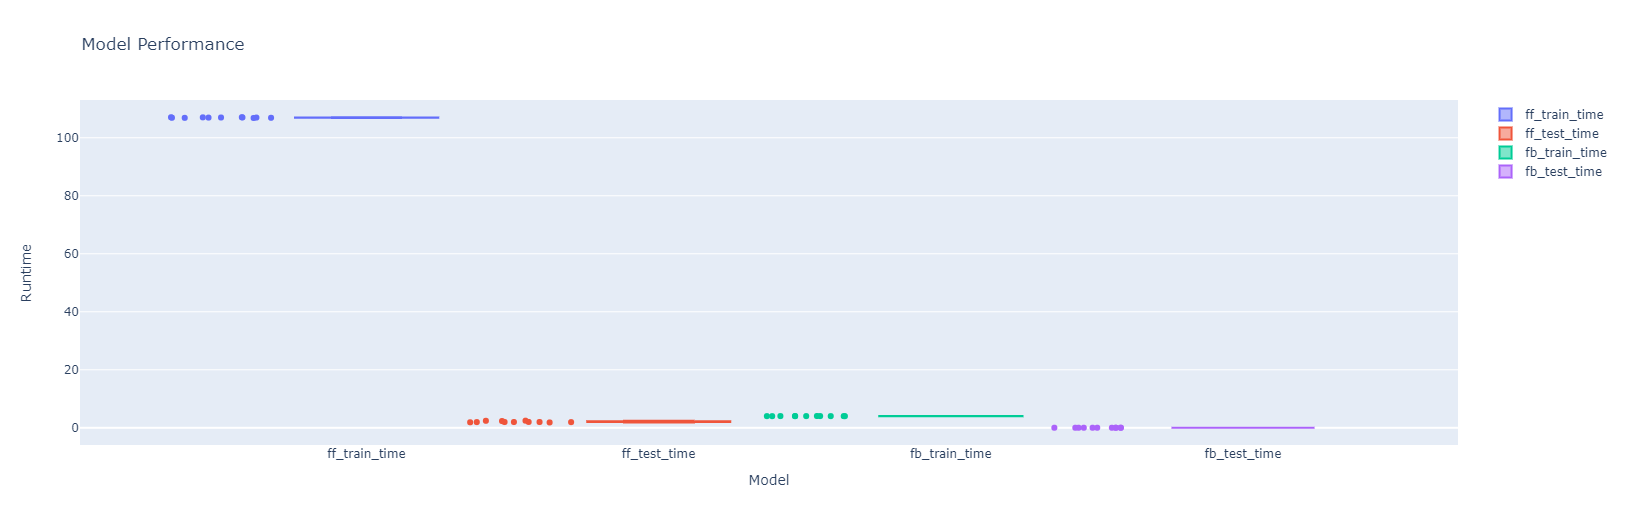 Model Performance
100
80
60
40
20
0
Runtime
ff_train_time
ff_test_time
fb_train_time
fb_test_time
Model
ff_train_time
ff_test_time
fb_train_time
fb_test_time